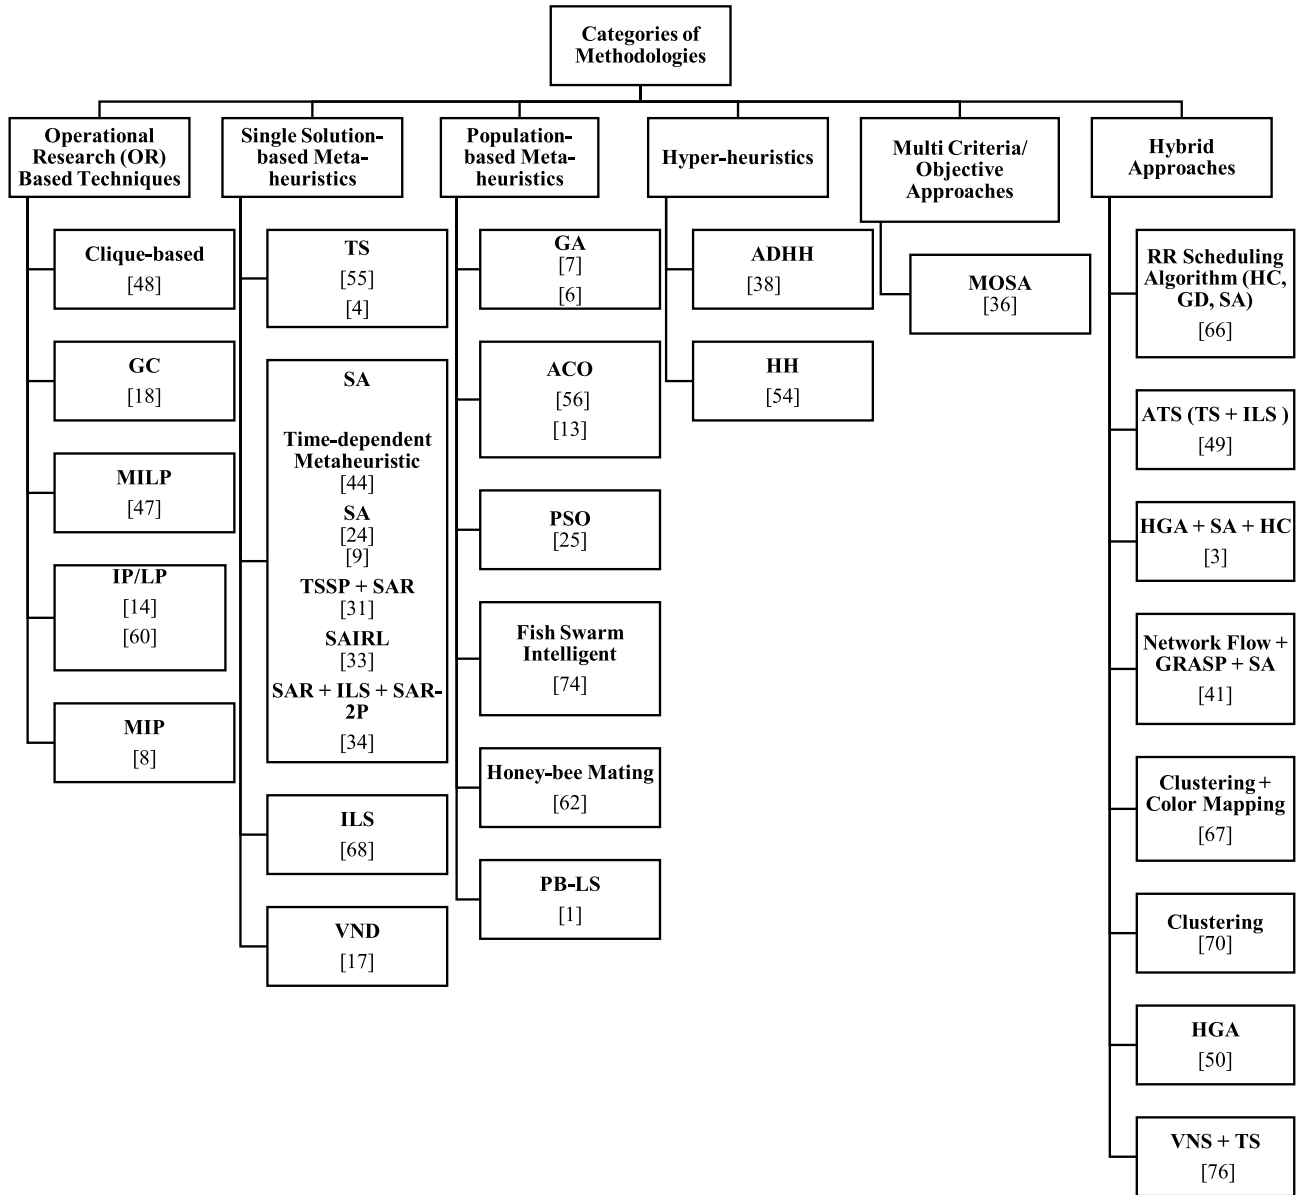 Categories of
Methodologies
Operational
Research (OR)
Based Techniques
Clique-based
[48]
GC
[18]
MILP
[47]
IP/LP
[14]
[60]
MIP
[8]
Single Solution-
based Meta-
heuristics
TS
[55]
[4]
SA
Time-dependent
Metaheuristic
[44]
SA
[24]
[9]
TSSP + SAR
[31]
SAIRL
[33]
SAR + ILS + SAR-
2P
[34]
ILS
[68]
VND
[17]
Population-
based Meta-
heuristics
GA
[7]
[6]
ACO
[56]
[13]
PSO
[25]
Fish Swarm
Intelligent
[74]
Honey-bee Mating
[62]
PB-LS
[1]
Hyper-heuristics
ADHH
[38]
HH
[54]
Multi Criteria/
Objective
Approaches
MOSA
[36]
Hybrid
Approaches
RR Scheduling
Algorithm (HC,
GD, SA)
[66]
ATS (TS + ILS )
[49]
HGA + SA + HC
[3]
Network Flow +
GRASP + SA
[41]
Clustering +
Color Mapping
[67]
Clustering
[70]
HGA
[50]
VNS + TS
[76]